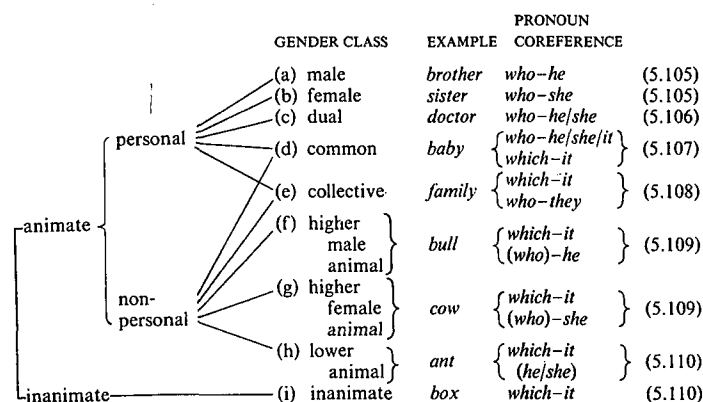 PRONOUN
GENDER CLASS EXAMPLE COREFERENCE
(a) male brother who–he (5.105)
(b) female sister who–she (5.105)
(c) dual doctor who–he/she (5.106)
personal
(d) common baby { who–he/she/it which–it } (5.107)
(e) collective family { which–it who–they } (5.108)
animate
(f) higher male animal } bull { which–it (who)–he } (5.109)
non-personal
(g) higher female animal } cow { which–it (who)–she } (5.109)
(h) lower animal } ant { which–it (he/she) } (5.110)
inanimate (i) inanimate box which–it (5.110)